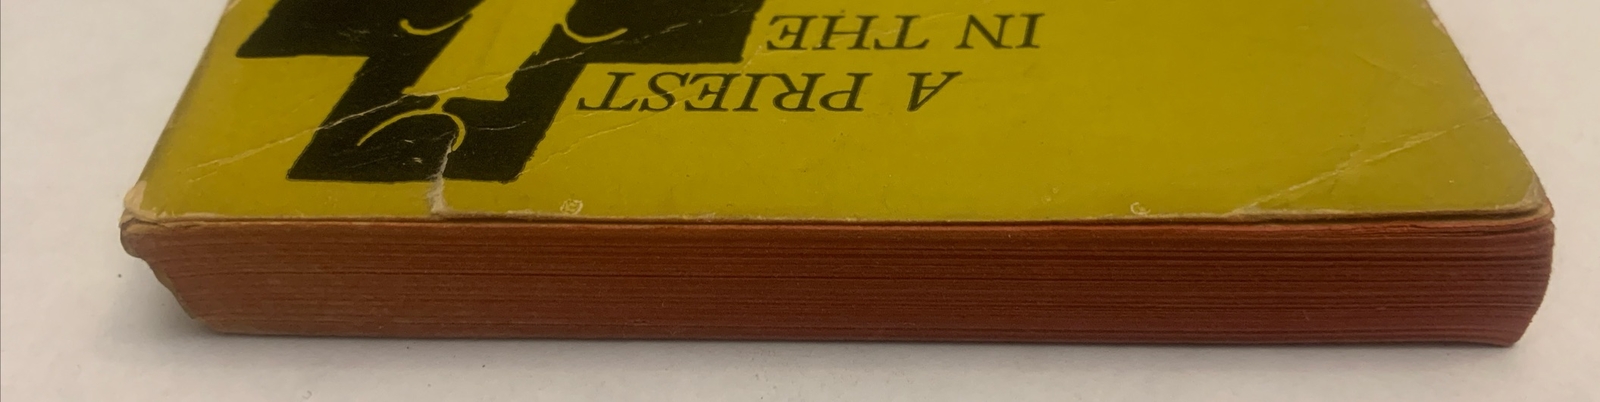 A PRIEST
IN THE